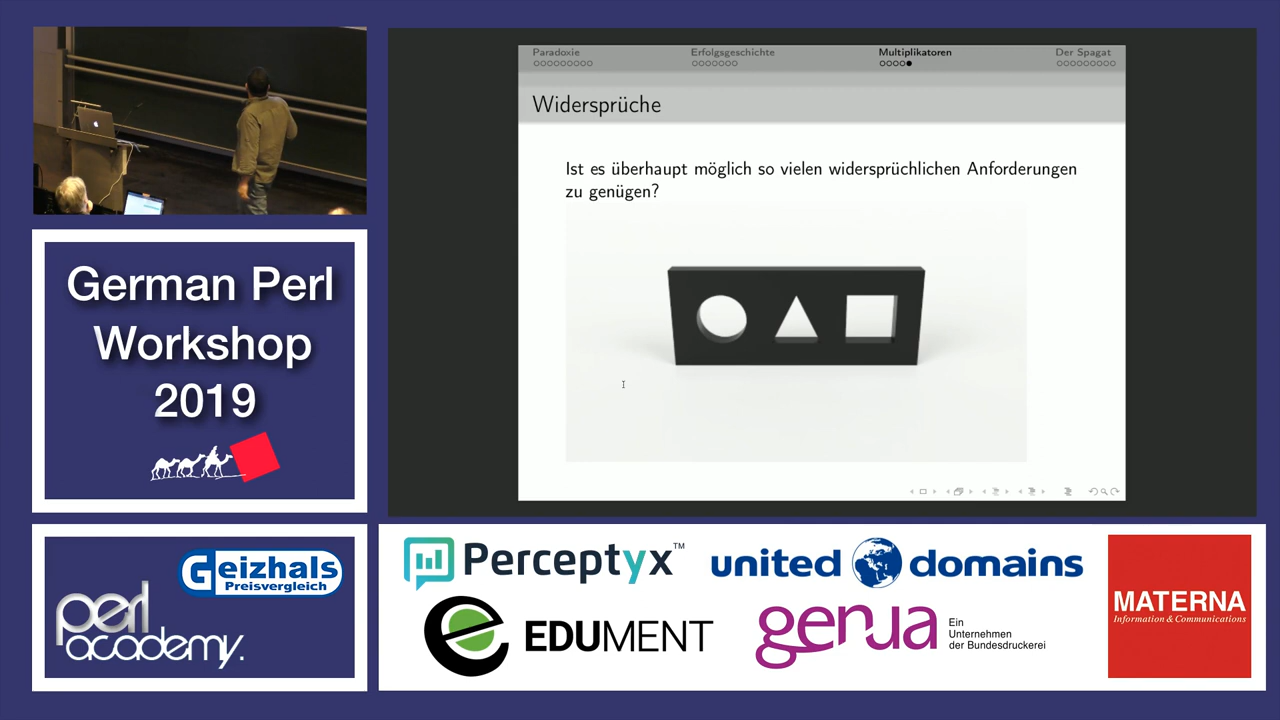 Paradoxie
Erfolgsgeschichte
Multiplikatoren
Der Spagat
Widersprüche
Ist es überhaupt möglich so vielen widersprüchlichen Anforderungen
zu genügen?
German Perl
Workshop
2019
Geizhals
Preisvergleich
perl
academy.
Perceptyx™
united domains
EDUMENT
genua
Ein
Unternehmen
der Bundesdruckerei
MATERNA
Information & Communications